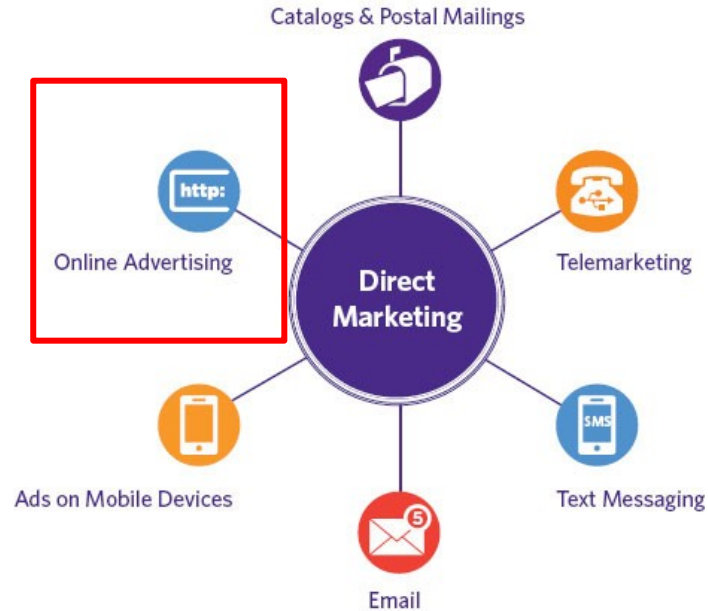 Catalogs & Postal Mailings
http:
Online Advertising
Telemarketing
Direct
Marketing
SMS
Ads on Mobile Devices
Text Messaging
5
Email